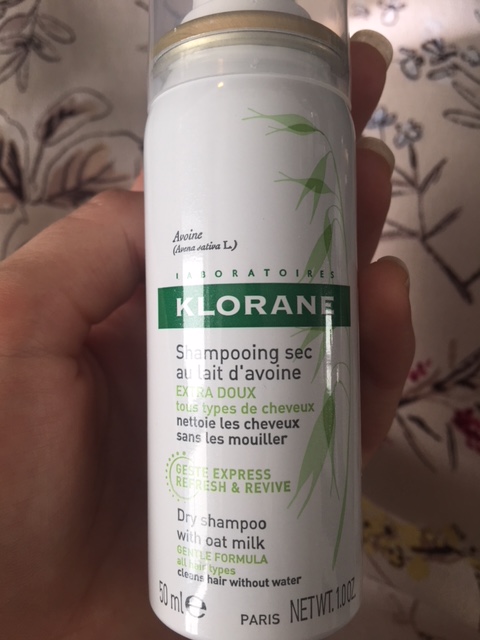 Avoine
(Avena sativa L.)
LABORATOIRES
KLORANE
Shampooing sec
au lait d'avoine
EXTRA DOUX
tous types de cheveux
nettoie les cheveux
sans les mouiller
GESTE EXPRESS
REFRESH & REVIVE
Dry shampoo
with oat milk
GENTLE FORMULA
all hair types
cleans hair without water
50 ml ℮ PARIS NET WT. 1.0 OZ.